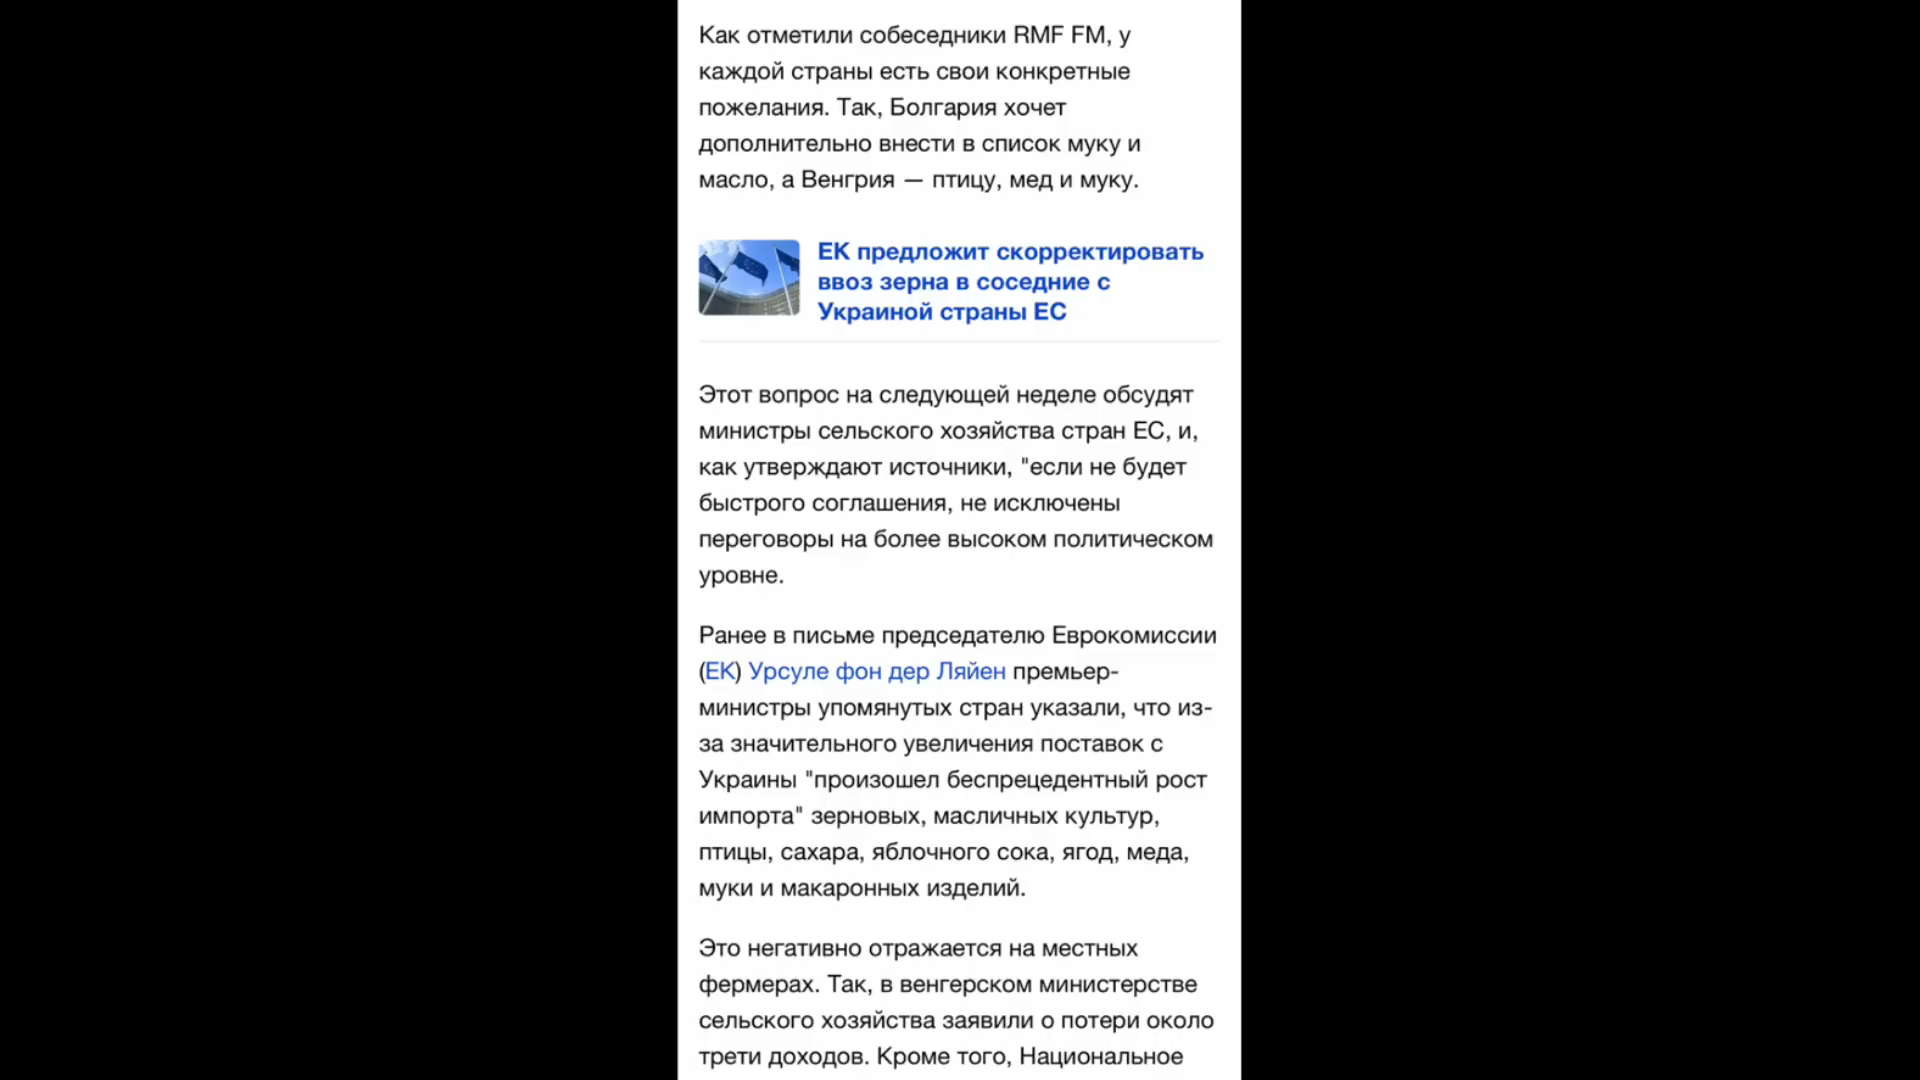 Как отметили собеседники RMF FM, у
каждой страны есть свои конкретные
пожелания. Так, Болгария хочет
дополнительно внести в список муку и
масло, а Венгрия — птицу, мед и муку.
ЕК предложит скорректировать
ввоз зерна в соседние с
Украиной страны ЕС
Этот вопрос на следующей неделе обсудят
министры сельского хозяйства стран ЕС, и,
как утверждают источники, "если не будет
быстрого соглашения, не исключены
переговоры на более высоком политическом
уровне.
Ранее в письме председателю Еврокомиссии
(ЕК) Урсуле фон дер Ляйен премьер-
министры упомянутых стран указали, что из-
за значительного увеличения поставок с
Украины "произошел беспрецедентный рост
импорта" зерновых, масличных культур,
птицы, сахара, яблочного сока, ягод, меда,
муки и макаронных изделий.
Это негативно отражается на местных
фермерах. Так, в венгерском министерстве
сельского хозяйства заявили о потери около
трети доходов. Кроме того, Национальное